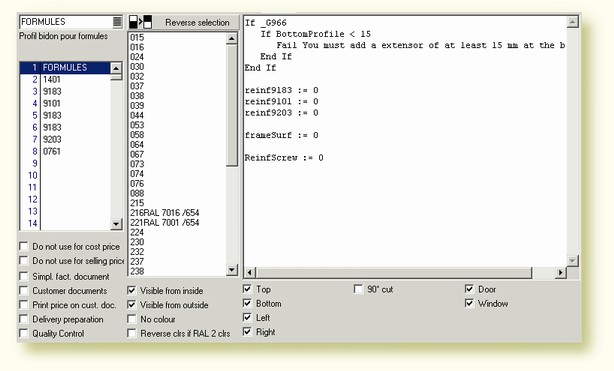 FORMULES
Profil bidon pour formules
1 FORMULES
2 1401
3 9183
4 9101
5 9183
6 9183
7 9203
8 0761
9
10
11
12
13
14
Do not use for cost price
Do not use for selling price
Simpl. fact. document
Customer documents
Print price on cust. doc.
Delivery preparation
Quality Control
Reverse selection
015
016
024
030
032
037
038
039
044
053
058
064
067
073
074
076
088
215
216RAL 7016 /654
221RAL 7001 /654
224
230
232
237
238
Visible from inside
Visible from outside
No colour
Reverse clrs if RAL 2 clrs
If _G966
If BottomProfile < 15
Fail You must add a extensor of at least 15 mm at the b
End If
End If
reinf9183 := 0
reinf9101 := 0
reinf9203 := 0
frameSurf := 0
ReinfScrew := 0
Top
Bottom
Left
Right
90° cut
Door
Window